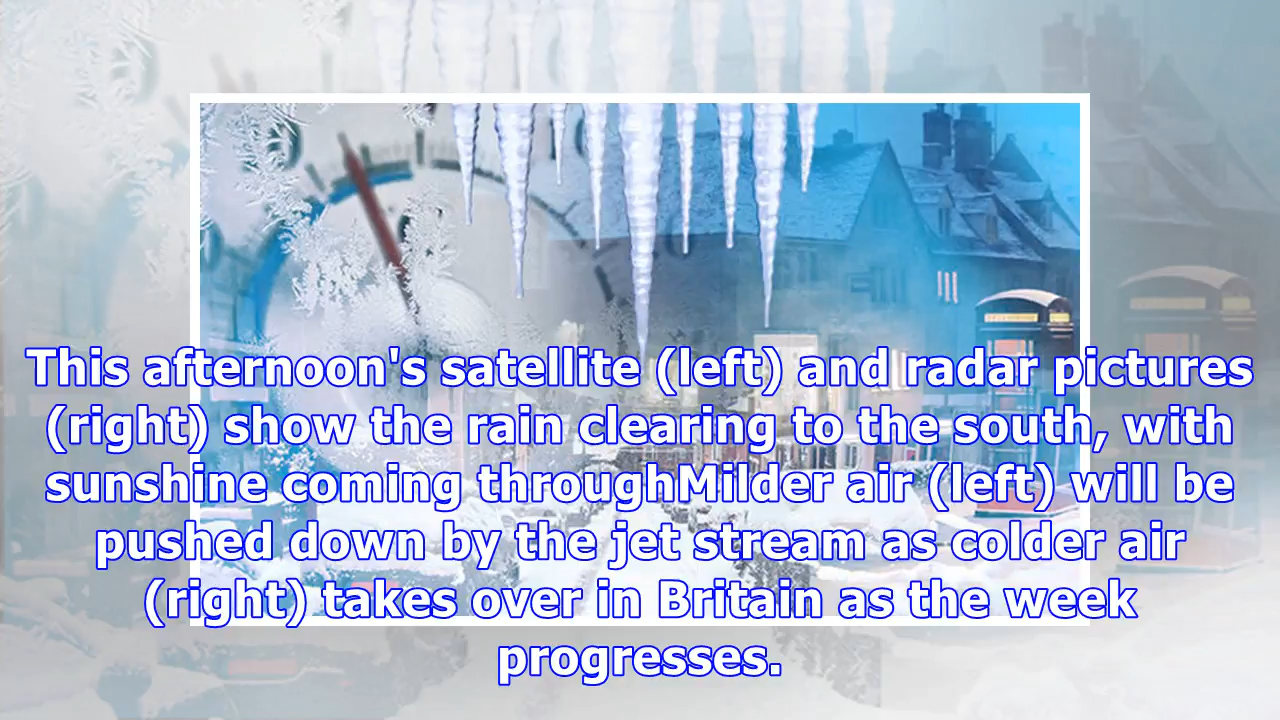 This afternoon's satellite (left) and radar pictures
(right) show the rain clearing to the south, with
sunshine coming throughMilder air (left) will be
pushed down by the jet stream as colder air
(right) takes over in Britain as the week
progresses.